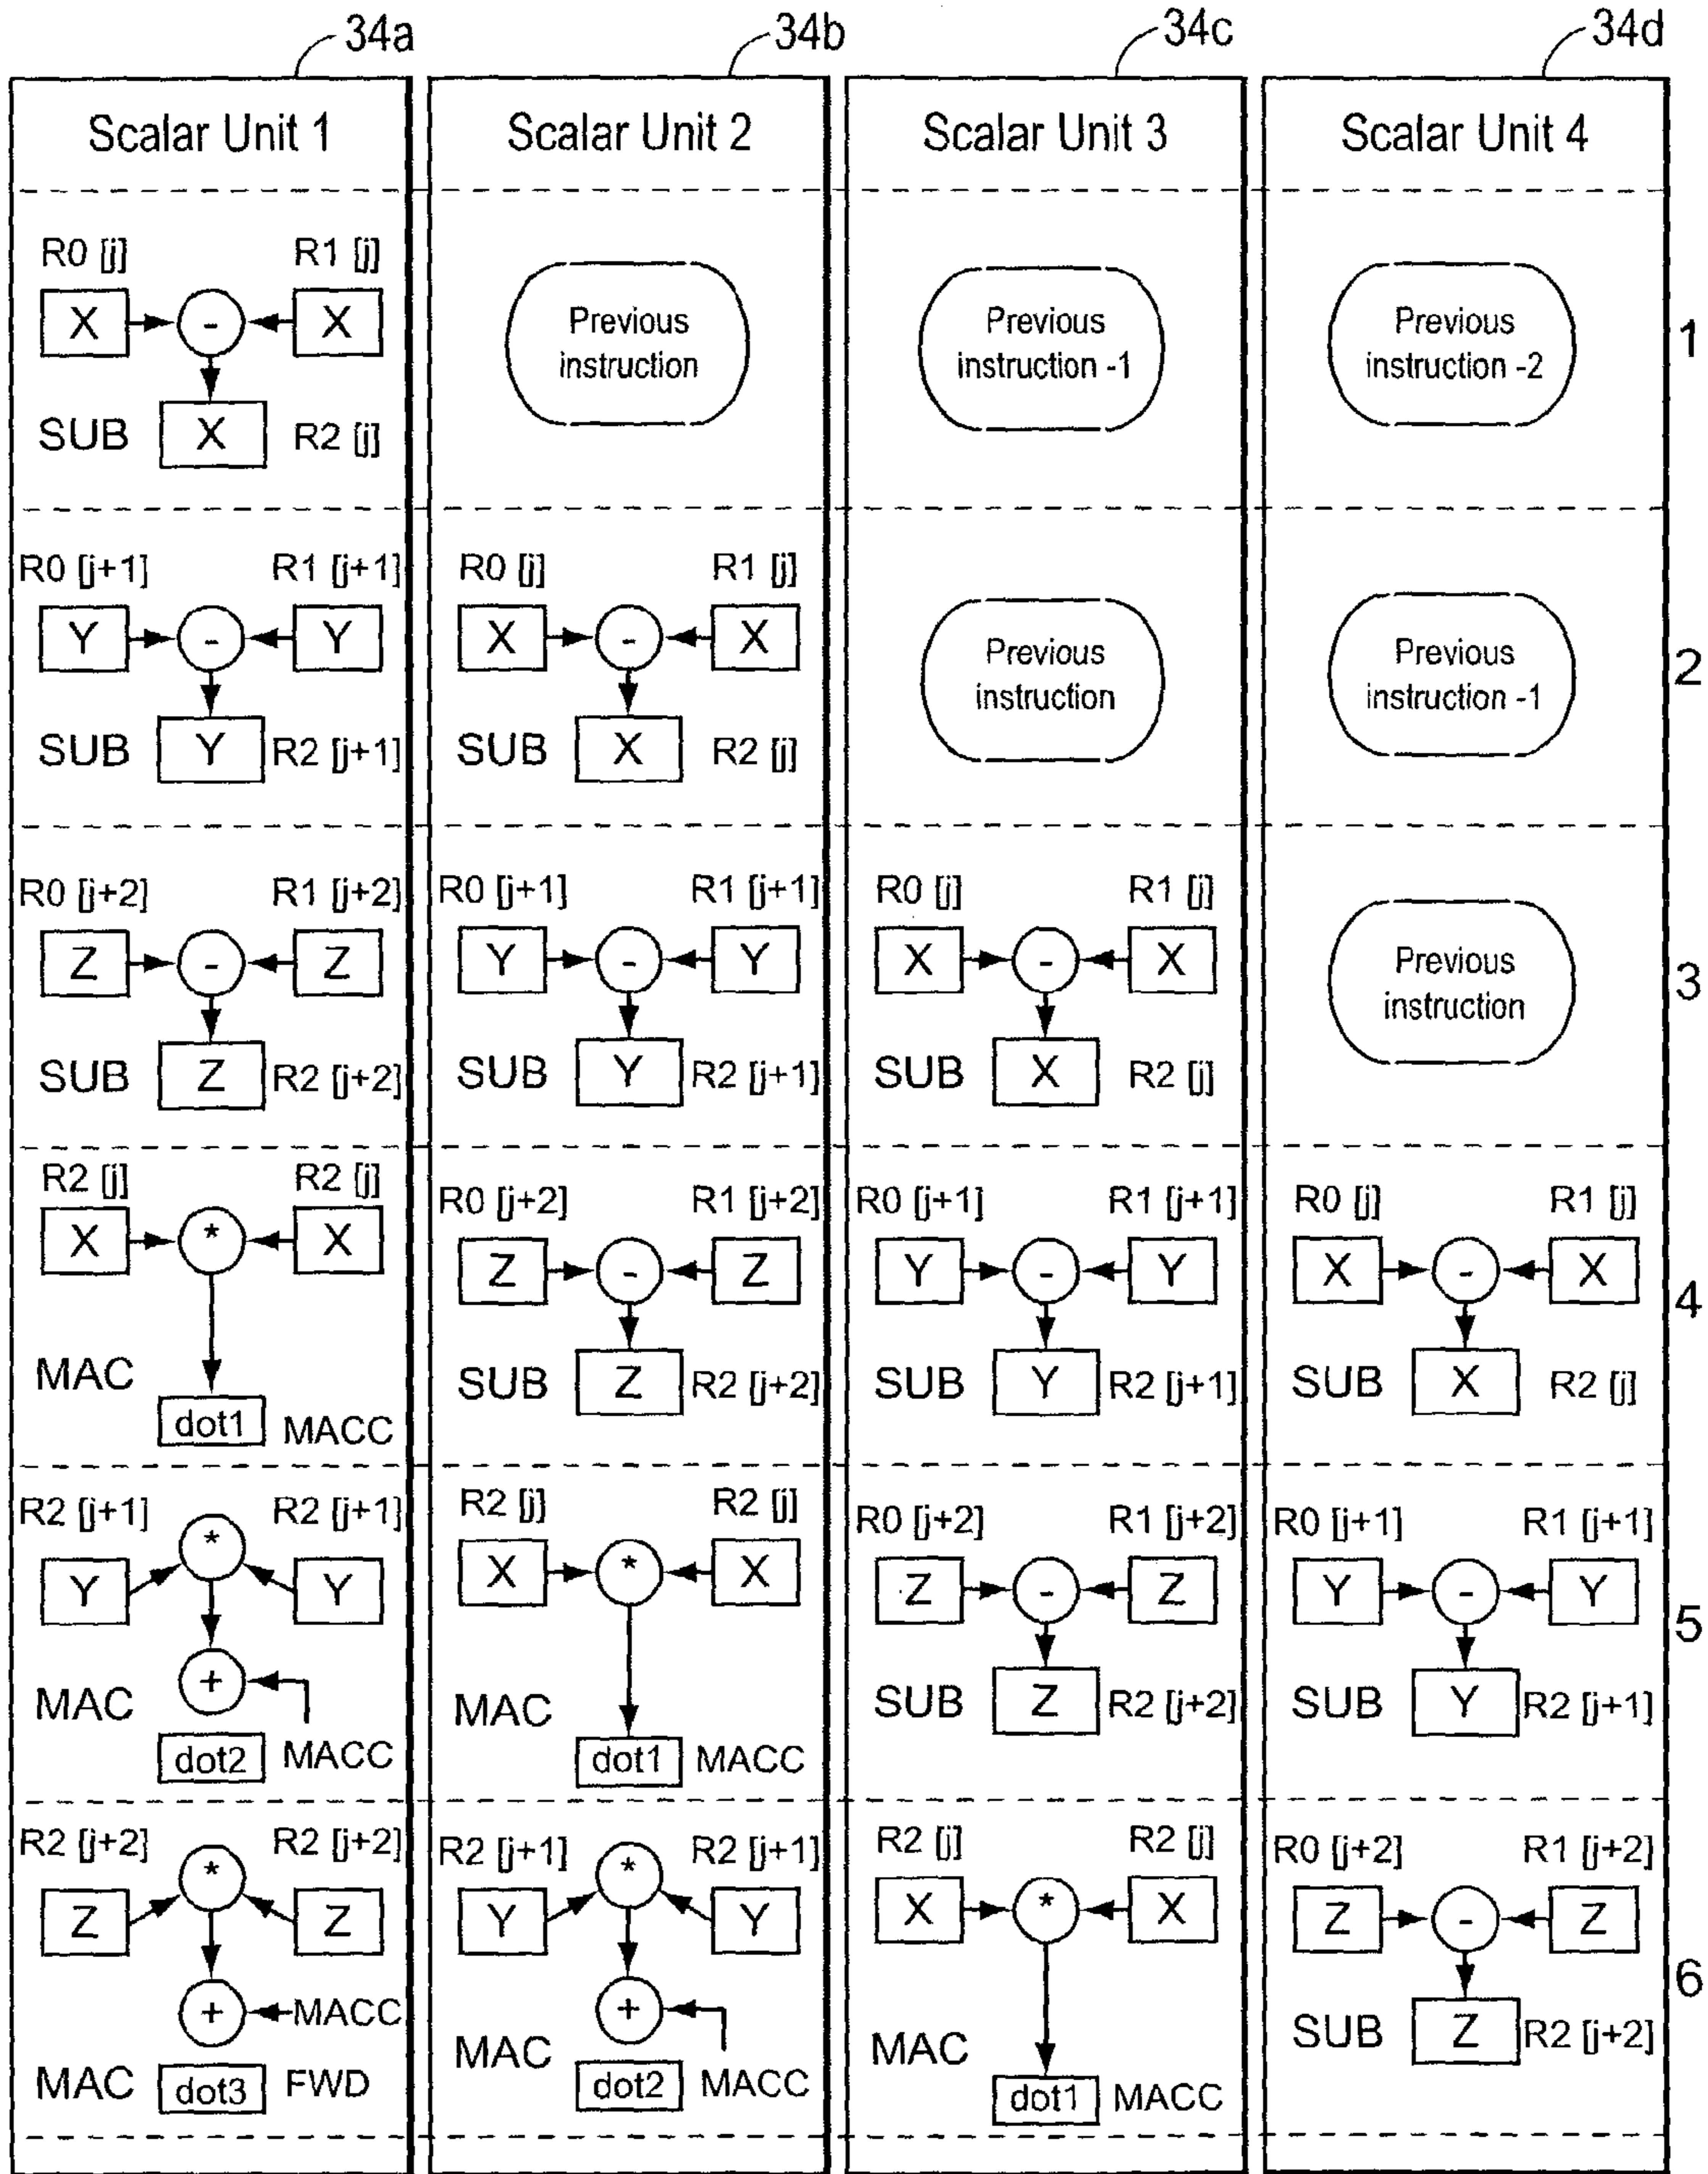 34a 34b 34c 34d
Scalar Unit 1 Scalar Unit 2 Scalar Unit 3 Scalar Unit 4
R0 [j] R1 [j]
X - X
SUB X R2 [j]
Previous
instruction
Previous
instruction -1
Previous
instruction -2
1
R0 [j+1] R1 [j+1]
Y - Y
SUB Y R2 [j+1]
R0 [j] R1 [j]
X - X
SUB X R2 [j]
Previous
instruction
Previous
instruction -1
2
R0 [j+2] R1 [j+2]
Z - Z
SUB Z R2 [j+2]
R0 [j+1] R1 [j+1]
Y - Y
SUB Y R2 [j+1]
R0 [j] R1 [j]
X - X
SUB X R2 [j]
Previous
instruction
3
R2 [j] R2 [j]
X * X
MAC
dot1 MACC
R0 [j+2] R1 [j+2]
Z - Z
SUB Z R2 [j+2]
R0 [j+1] R1 [j+1]
Y - Y
SUB Y R2 [j+1]
R0 [j] R1 [j]
X - X
SUB X R2 [j]
4
R2 [j+1] R2 [j+1]
*
Y Y
+
MAC
dot2 MACC
R2 [j] R2 [j]
X * X
MAC
dot1 MACC
R0 [j+2] R1 [j+2]
Z - Z
SUB Z R2 [j+2]
R0 [j+1] R1 [j+1]
Y - Y
SUB Y R2 [j+1]
5
R2 [j+2] R2 [j+2]
*
Z Z
+ MACC
MAC dot3 FWD
R2 [j+1] R2 [j+1]
*
Y Y
+
MAC
dot2 MACC
R2 [j] R2 [j]
X * X
MAC
dot1 MACC
R0 [j+2] R1 [j+2]
Z - Z
SUB Z R2 [j+2]
6